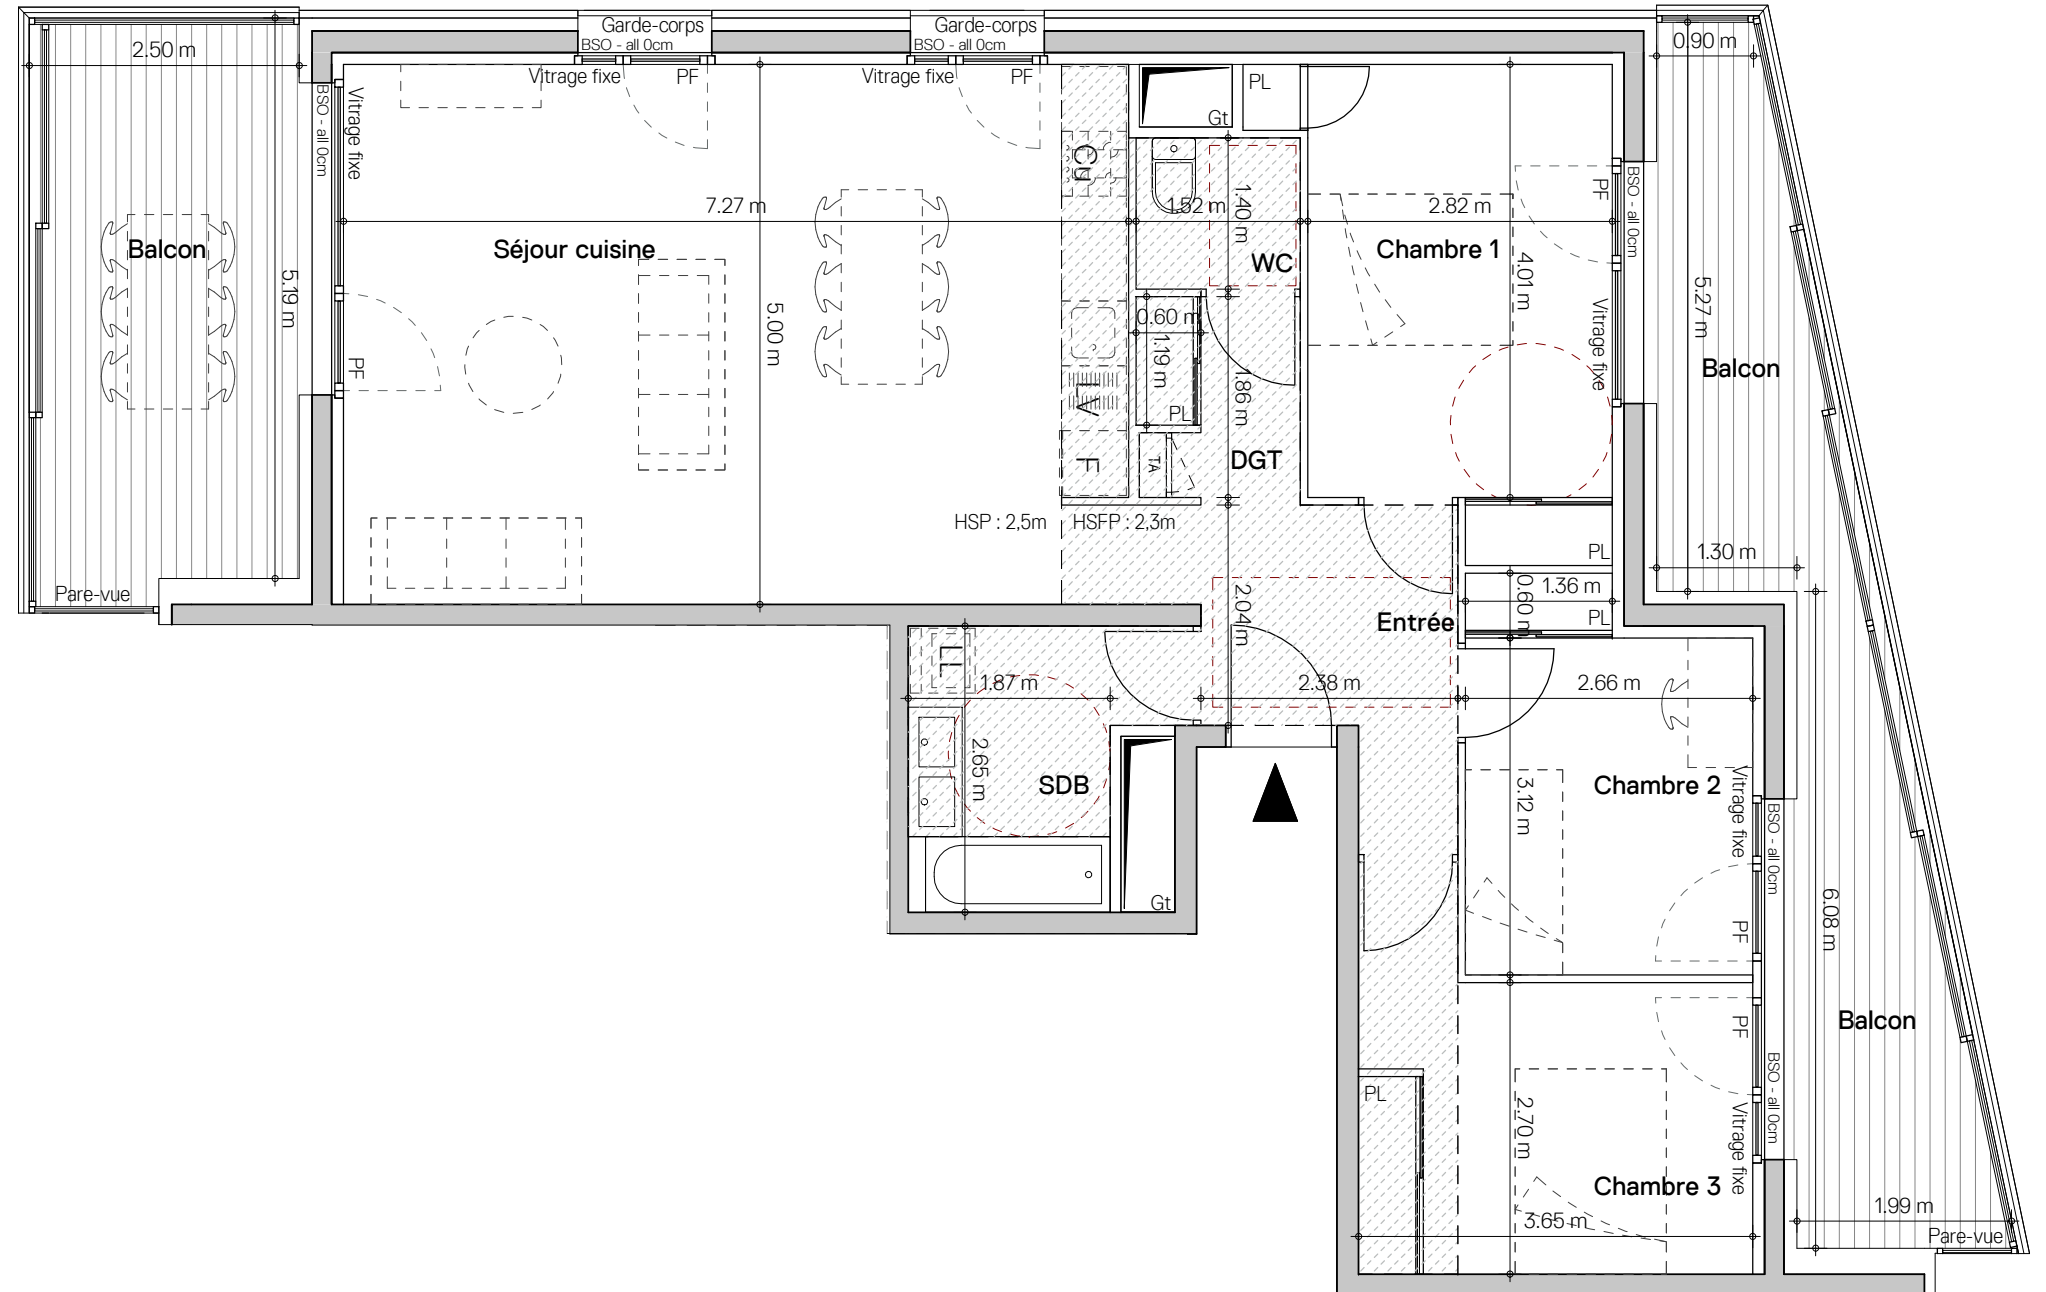 Garde-corps
BSO - all 0cm
Vitrage fixe
PF
Garde-corps
BSO - all 0cm
Vitrage fixe
PF
2.50 m
0.90 m
BSO - all 0cm
Vitrage fixe
PL
Gt
Cu
7.27 m
1.52 m
1.40 m
2.82 m
PF
BSO - all 0cm
Balcon
Séjour cuisine
WC
Chambre 1
4.01 m
5.19 m
5.00 m
0.60 m
1.19 m
1.86 m
Vitrage fixe
5.27 m
Balcon
PF
LV
PL
F
TA
DGT
HSP : 2,5m
HSFP : 2,3m
PL
1.30 m
Pare-vue
2.04 m
0.60 m
1.36 m
PL
Entrée
LL
1.87 m
2.38 m
2.66 m
2.65 m
SDB
3.12 m
Chambre 2
Vitrage fixe
BSO - all 0cm
Gt
PF
6.08 m
PF
Balcon
PL
2.70 m
BSO - all 0cm
Vitrage fixe
Chambre 3
3.65 m
1.99 m
Pare-vue